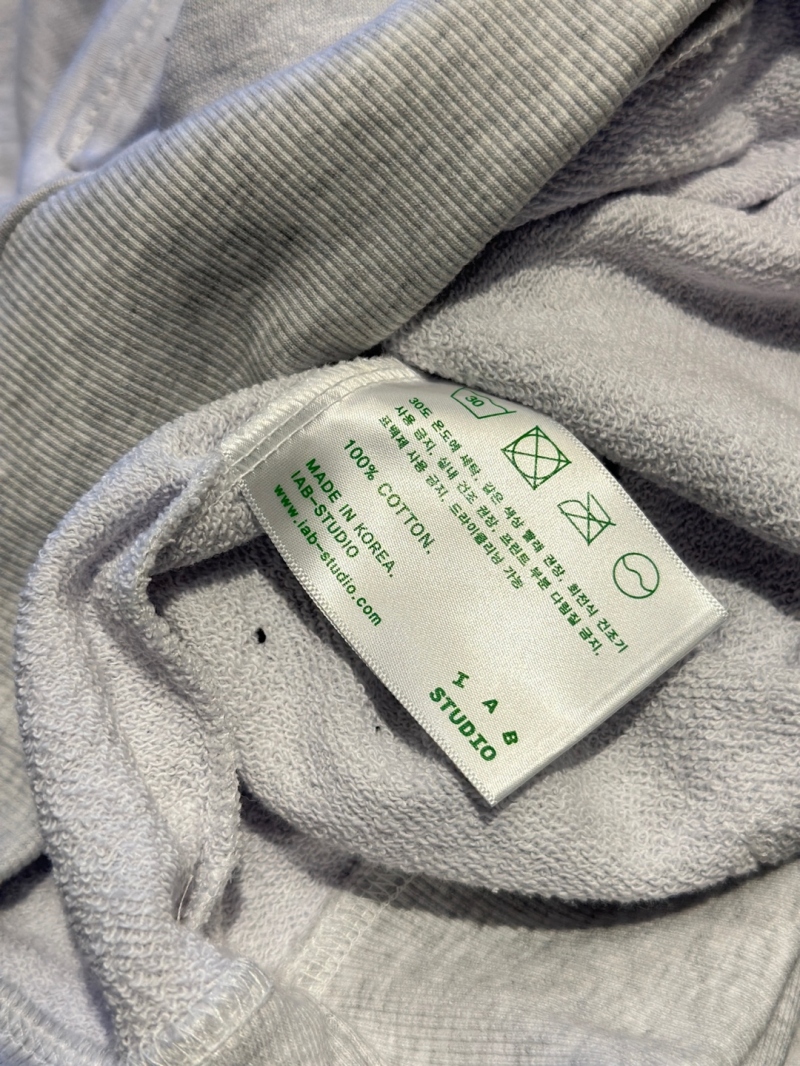 30
30도 온도에 세탁, 같은 색상 빨래 권장, 회전식 건조기
사용 금지, 실내 건조 권장, 프린트 부분 다림질 금지,
표백제 사용 금지 드라이클리닝 가능
100% COTTON.
MADE IN KOREA.
IAB-STUDIO
www.iab-studio.com
I A B
STUDIO